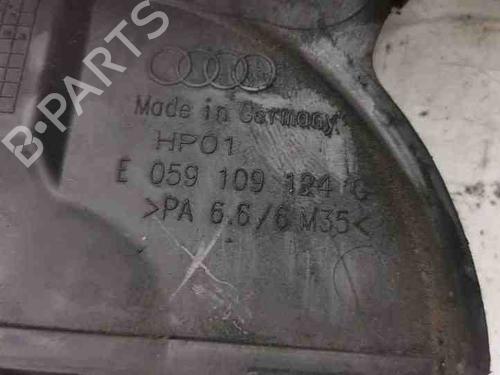 B-PARTS
Made in Germany
HP01
E 059 109 124 G
>PA 6.6/6 M35<